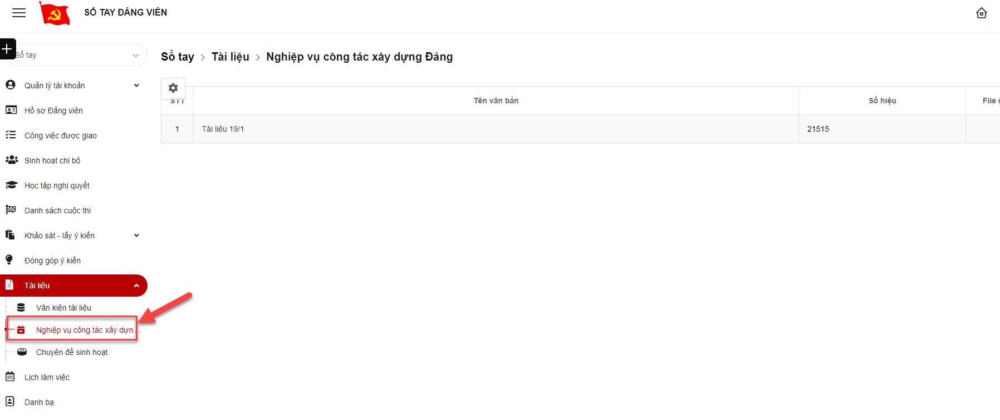 SỔ TAY ĐẢNG VIÊN
Sổ tay
Sổ tay > Tài liệu > Nghiệp vụ công tác xây dựng Đảng
Quản lý tài khoản
Hồ sơ Đảng viên
Công việc được giao
Sinh hoạt chi bộ
Học tập nghị quyết
Danh sách cuộc thi
Khảo sát - lấy ý kiến
Đóng góp ý kiến
Tài liệu
Văn kiện tài liệu
Nghiệp vụ công tác xây dựn...
Chuyên đề sinh hoạt
Lịch làm việc
Danh bạ
STT Tên văn bản Số hiệu File
1 Tài liệu 19/1 21515